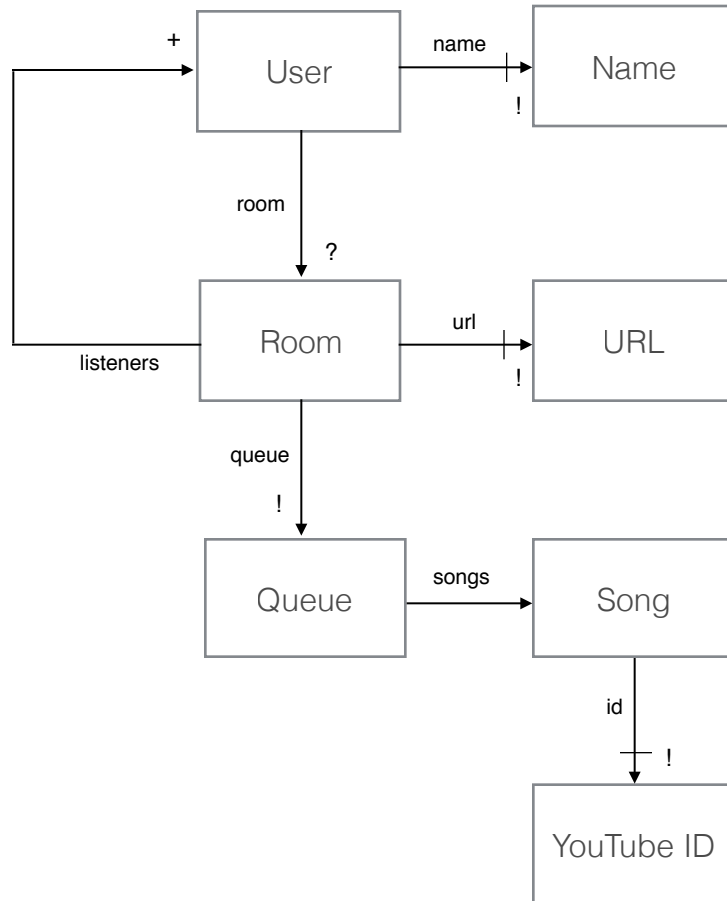 +
User
name
!
Name
room
?
listeners
Room
url
!
URL
queue
!
Queue
songs
Song
id
!
YouTube ID